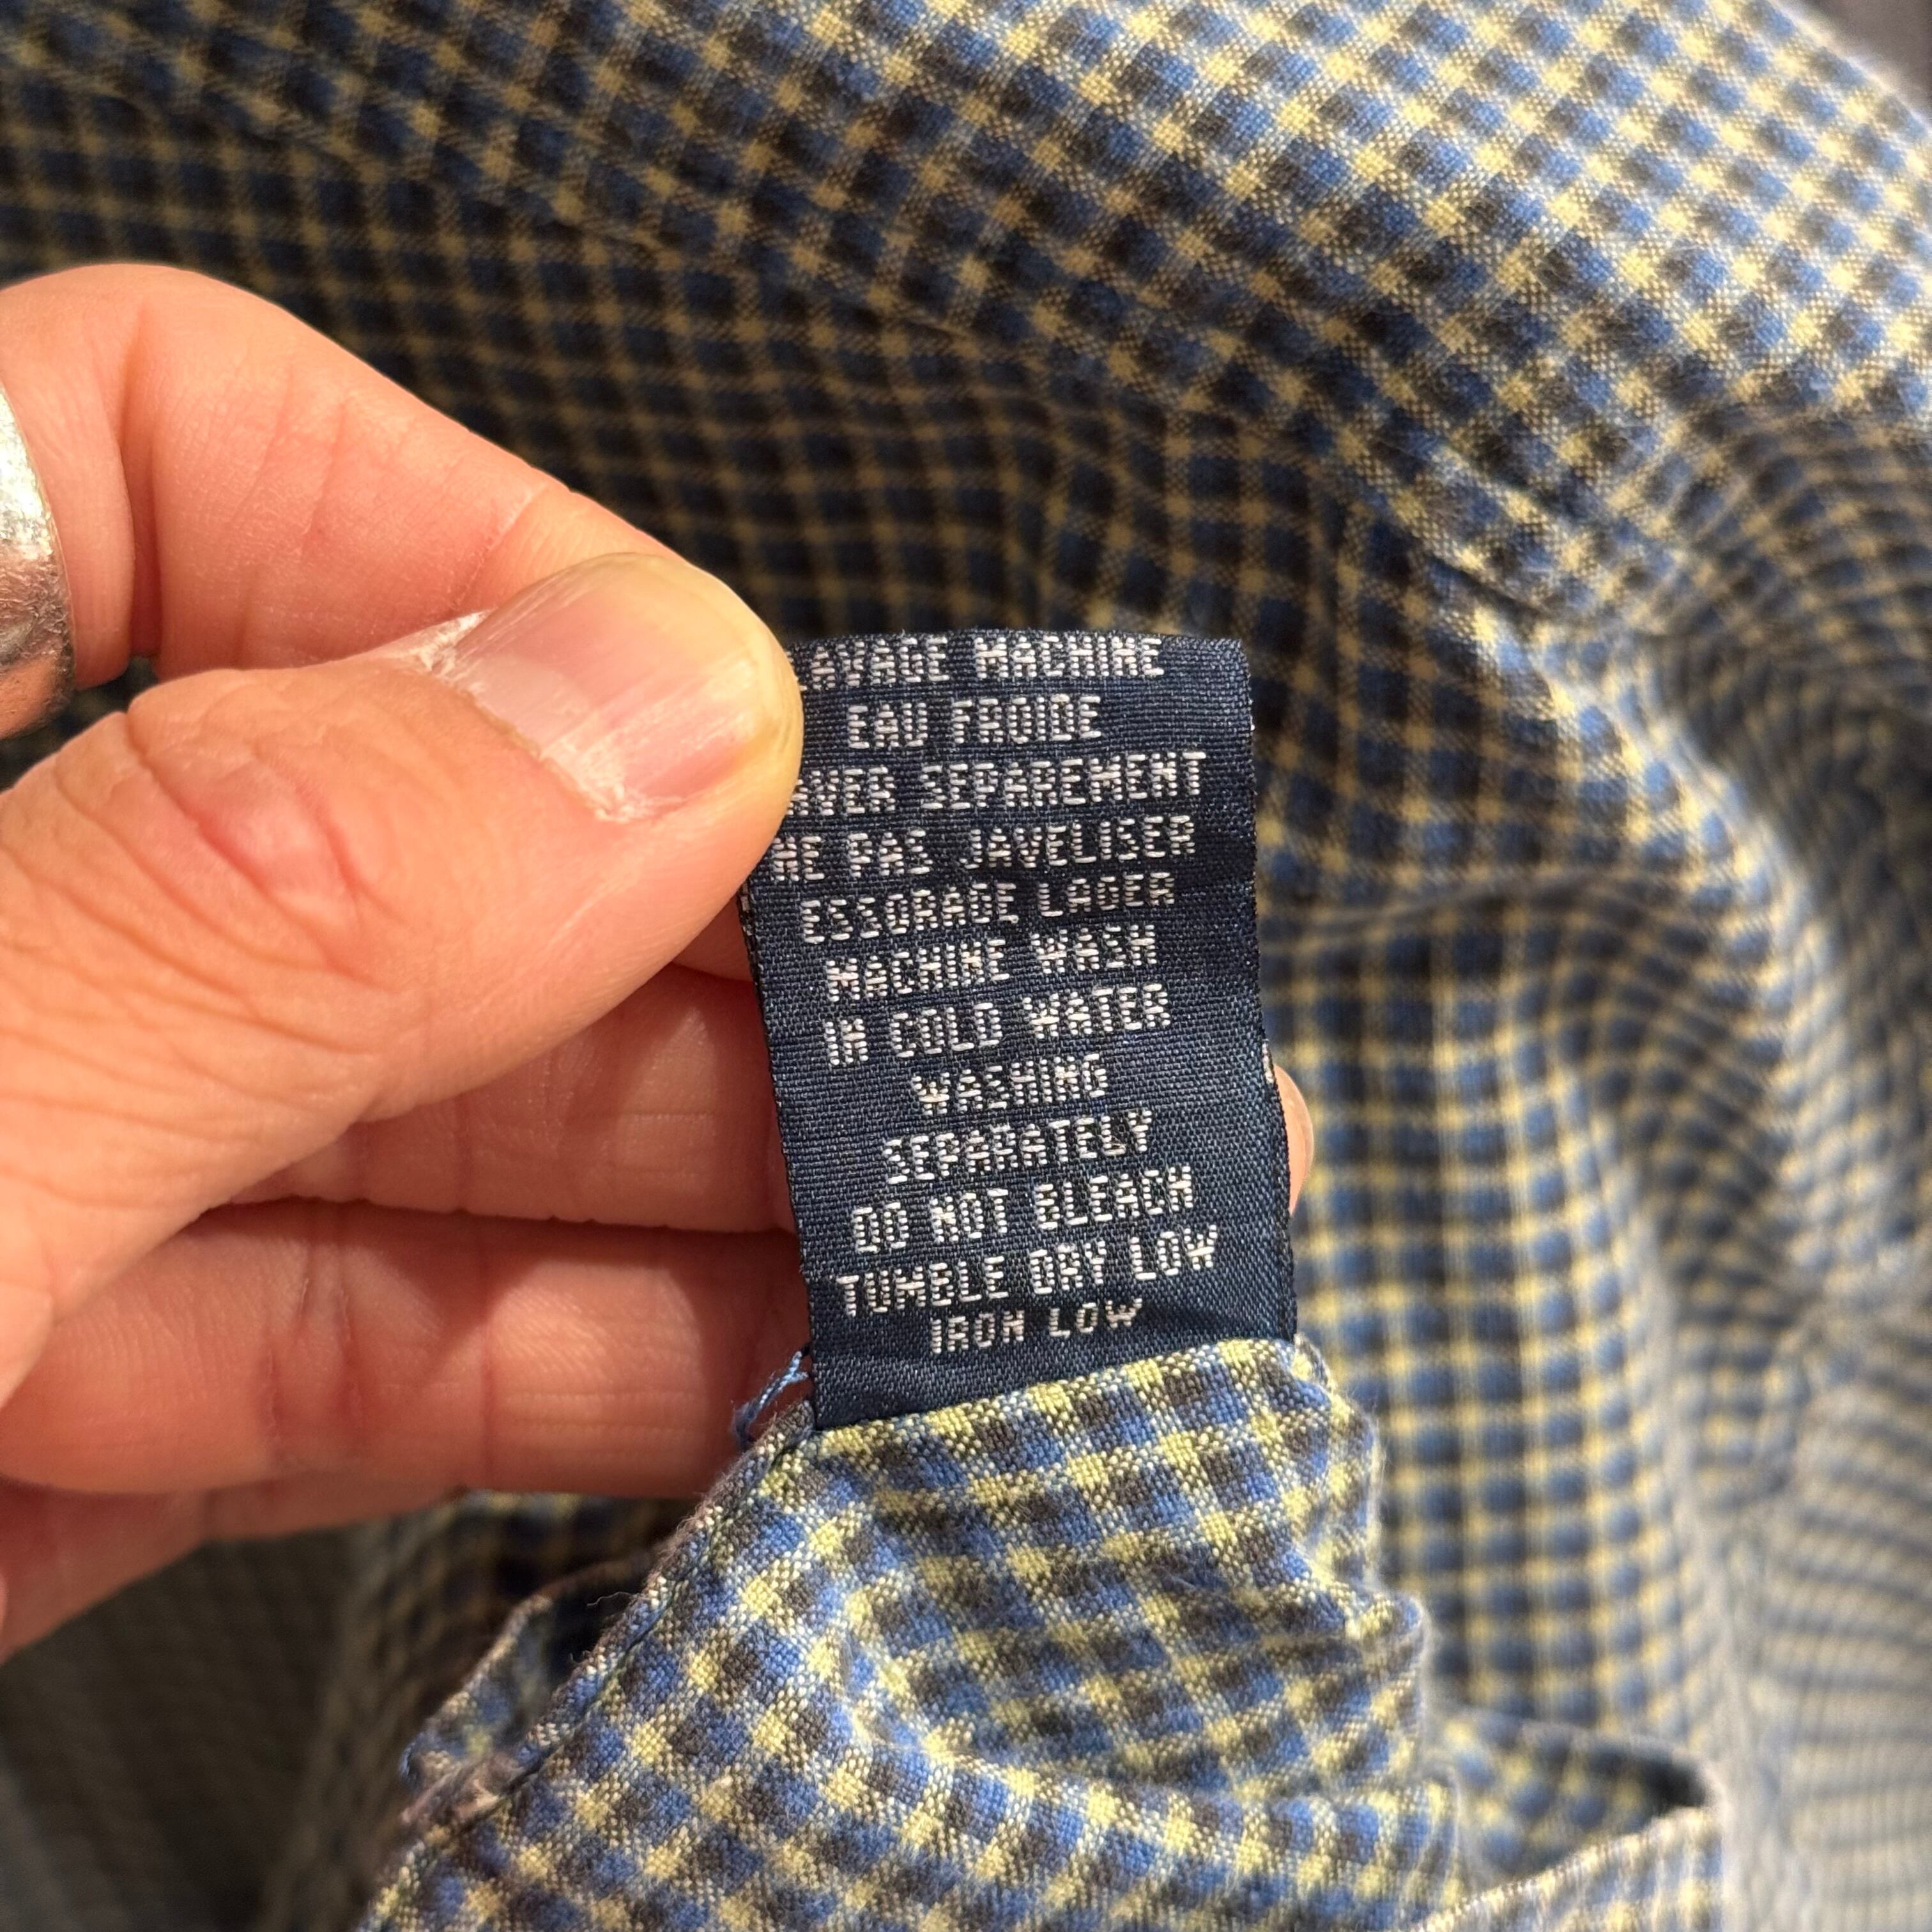 AVAGE MACHINE
EAU FROIDE
AVER SEPAREMENT
NE PAS JAVELISER
ESSORAGE LAGER
MACHINE WASH
IN COLD WATER
WASHING
SEPARATELY
DO NOT BLEACH
TUMBLE DRY LOW
IRON LOW